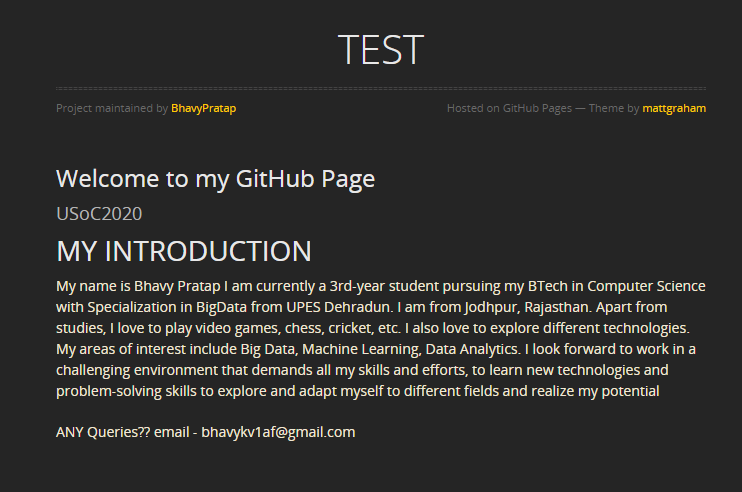 TEST
Project maintained by BhavyPratap
Hosted on GitHub Pages — Theme by mattgraham
Welcome to my GitHub Page
USoC2020
MY INTRODUCTION
My name is Bhavy Pratap I am currently a 3rd-year student pursuing my BTech in Computer Science
with Specialization in BigData from UPES Dehradun. I am from Jodhpur, Rajasthan. Apart from
studies, I love to play video games, chess, cricket, etc. I also love to explore different technologies.
My areas of interest include Big Data, Machine Learning, Data Analytics. I look forward to work in a
challenging environment that demands all my skills and efforts, to learn new technologies and
problem-solving skills to explore and adapt myself to different fields and realize my potential
ANY Queries?? email - bhavykv1af@gmail.com